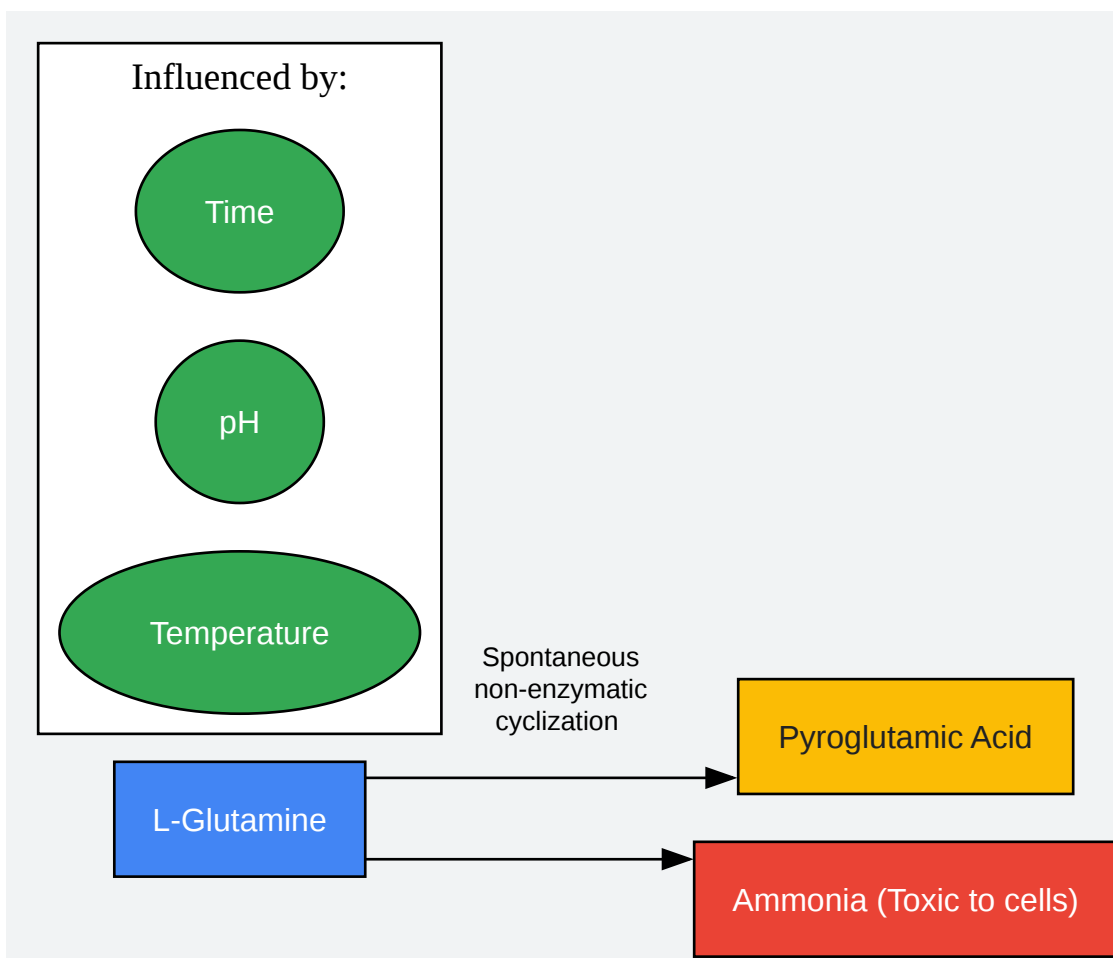 Influenced by:
Time
pH
Temperature
Spontaneous
non-enzymatic
cyclization
Pyroglutamic Acid
L-Glutamine
Ammonia (Toxic to cells)